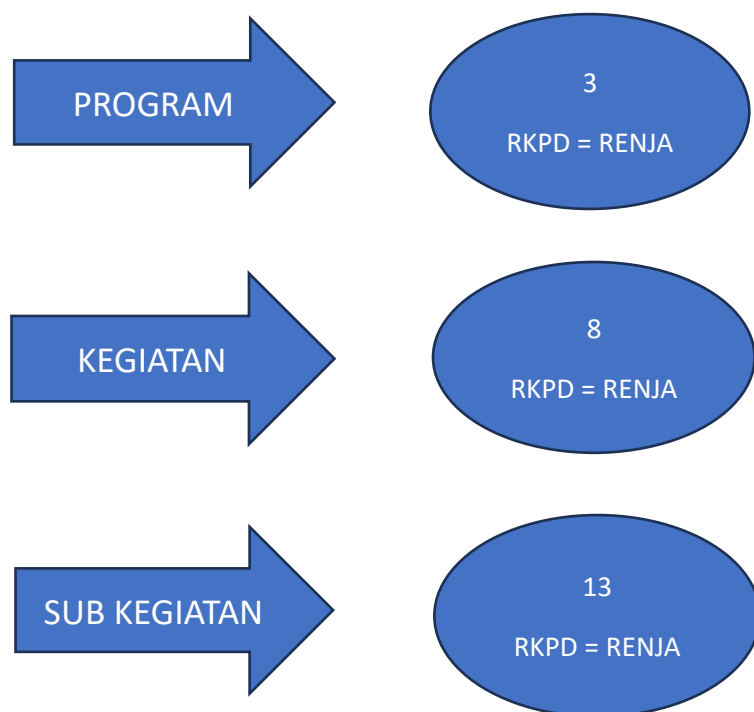 PROGRAM
3
RKPD = RENJA
KEGIATAN
8
RKPD = RENJA
SUB KEGIATAN
13
RKPD = RENJA